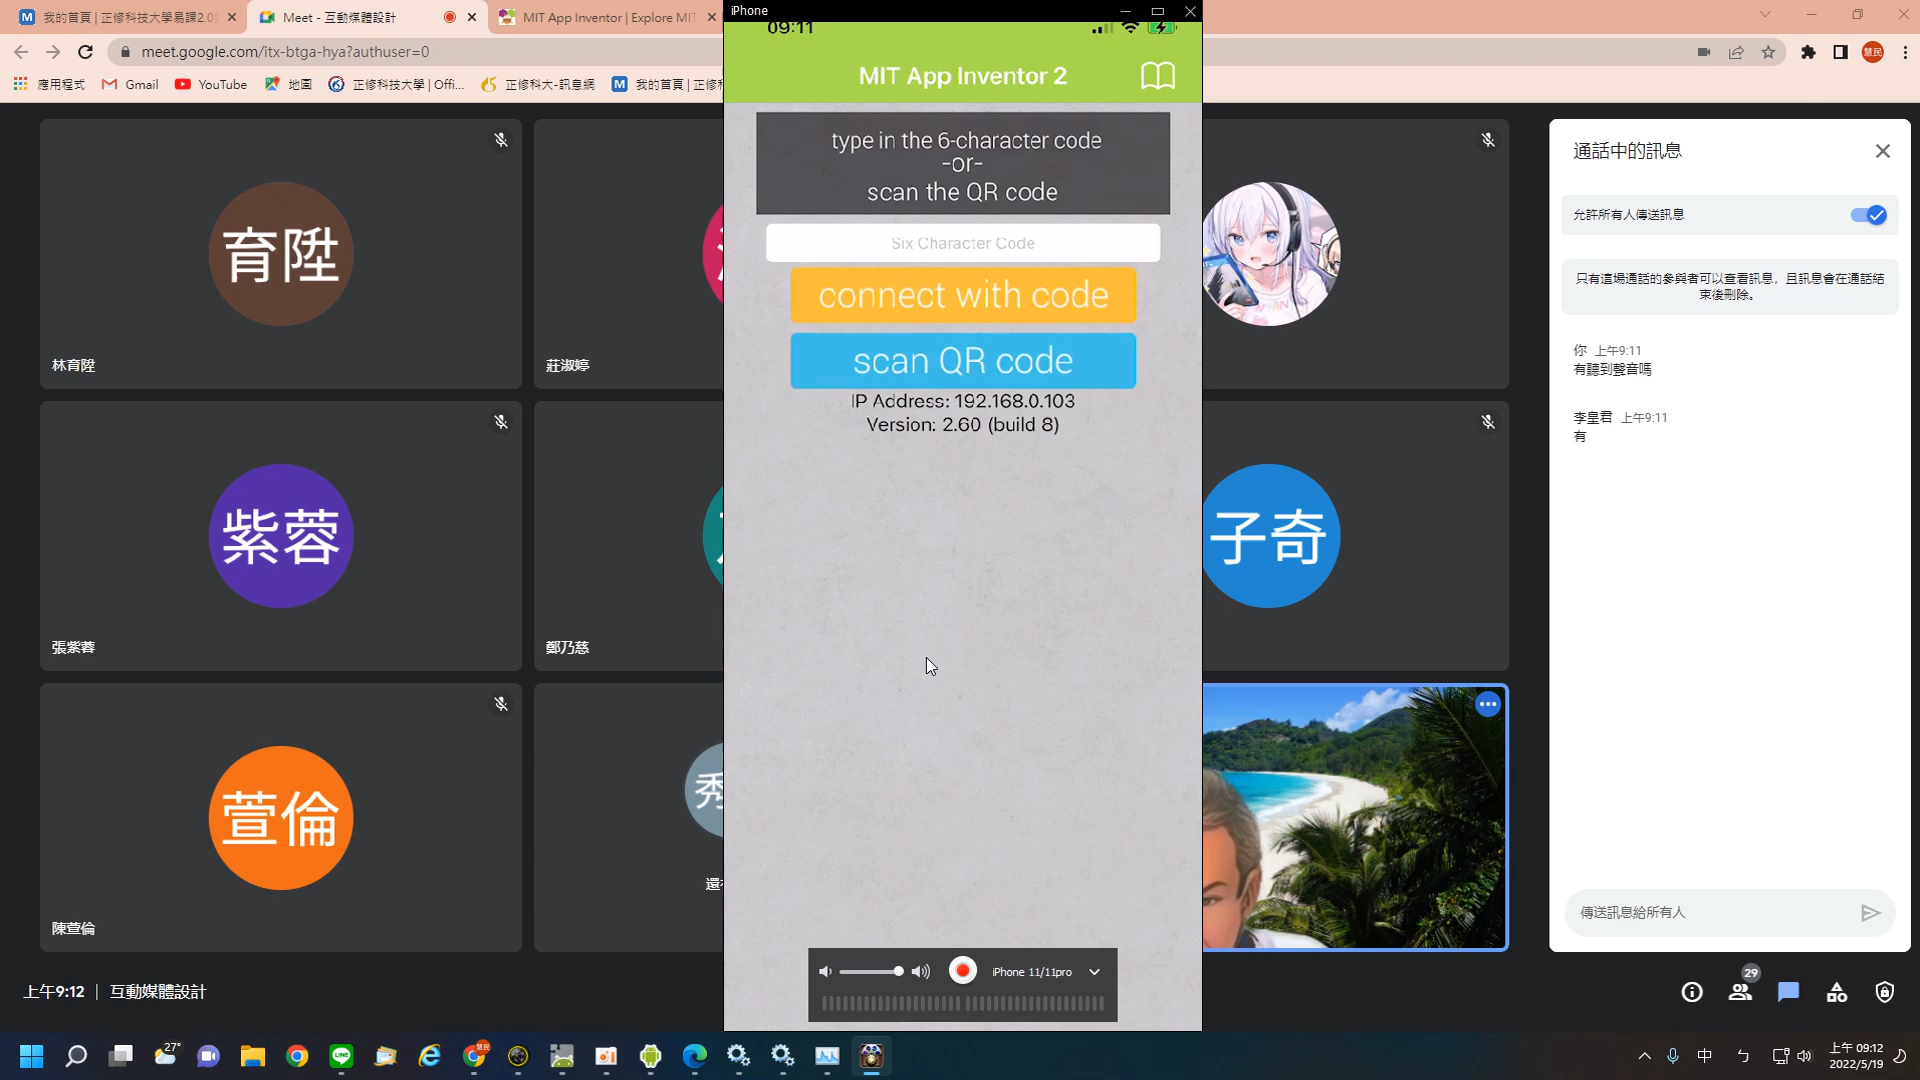 我的首頁 | 正修科技大學易課2.0
Meet - 互動媒體設計
MIT App Inventor | Explore MIT
meet.google.com/itx-btga-hya?authuser=0
慧民
應用程式
Gmail
YouTube
地圖
正修科技大學 | Offi...
正修科大-訊息網
我的首頁 | 正修科
iPhone
09:11
MIT App Inventor 2
type in the 6-character code
-or-
scan the QR code
Six Character Code
connect with code
scan QR code
IP Address: 192.168.0.103
Version: 2.60 (build 8)
iPhone 11/11pro
育陞
林育陞
莊淑婷
紫蓉
張紫蓉
鄭乃慈
子奇
萱倫
陳萱倫
秀
通話中的訊息
允許所有人傳送訊息
只有這場通話的參與者可以查看訊息，且訊息會在通話結
束後刪除。
你 上午9:11
有聽到聲音嗎
李皇君 上午9:11
有
傳送訊息給所有人
上午9:12 | 互動媒體設計
29
27°
中
ㄅ
上午 09:12
2022/5/19